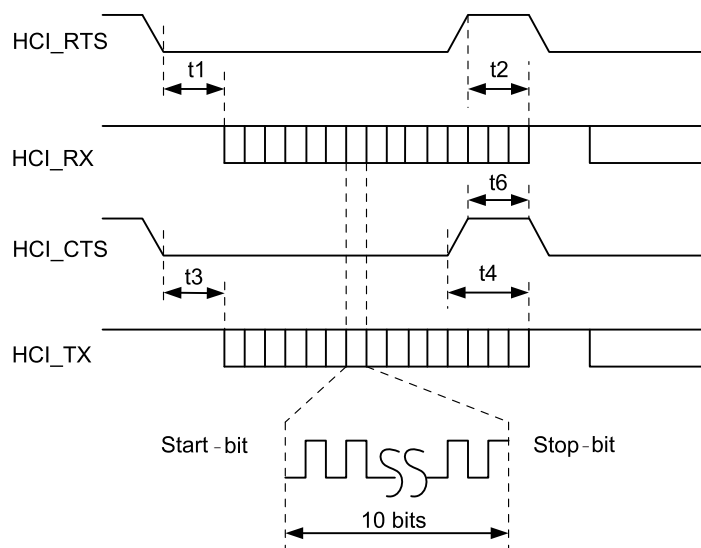 HCI_RTS
t1
t2
HCI_RX
t6
HCI_CTS
t3
t4
HCI_TX
Start-bit
Stop-bit
10 bits